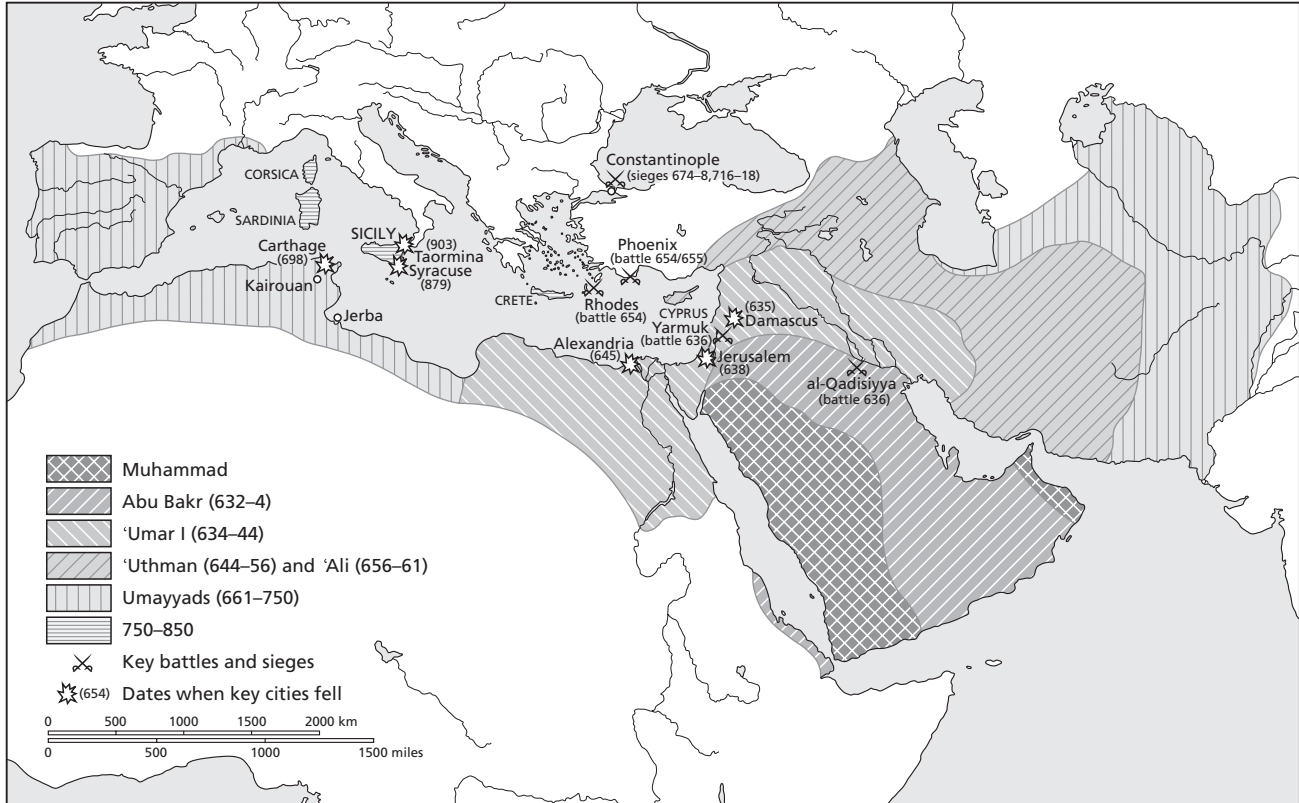 Constantinople
(sieges 674–8,716–18)
CORSICA
SARDINIA
SICILY
(903)
Taormina
Syracuse
(879)
Carthage
(698)
Kairouan
Jerba
Phoenix
(battle 654/655)
CRETE
Rhodes
(battle 654)
CYPRUS
Yarmuk
(battle 636)
(635)
Damascus
Alexandria
(645)
Jerusalem
(638)
al-Qadisiyya
(battle 636)
Muhammad
Abu Bakr (632–4)
‘Umar I (634–44)
‘Uthman (644–56) and ‘Ali (656–61)
Umayyads (661–750)
750–850
Key battles and sieges
(654) Dates when key cities fell
0 500 1000 1500 2000 km
0 500 1000 1500 miles